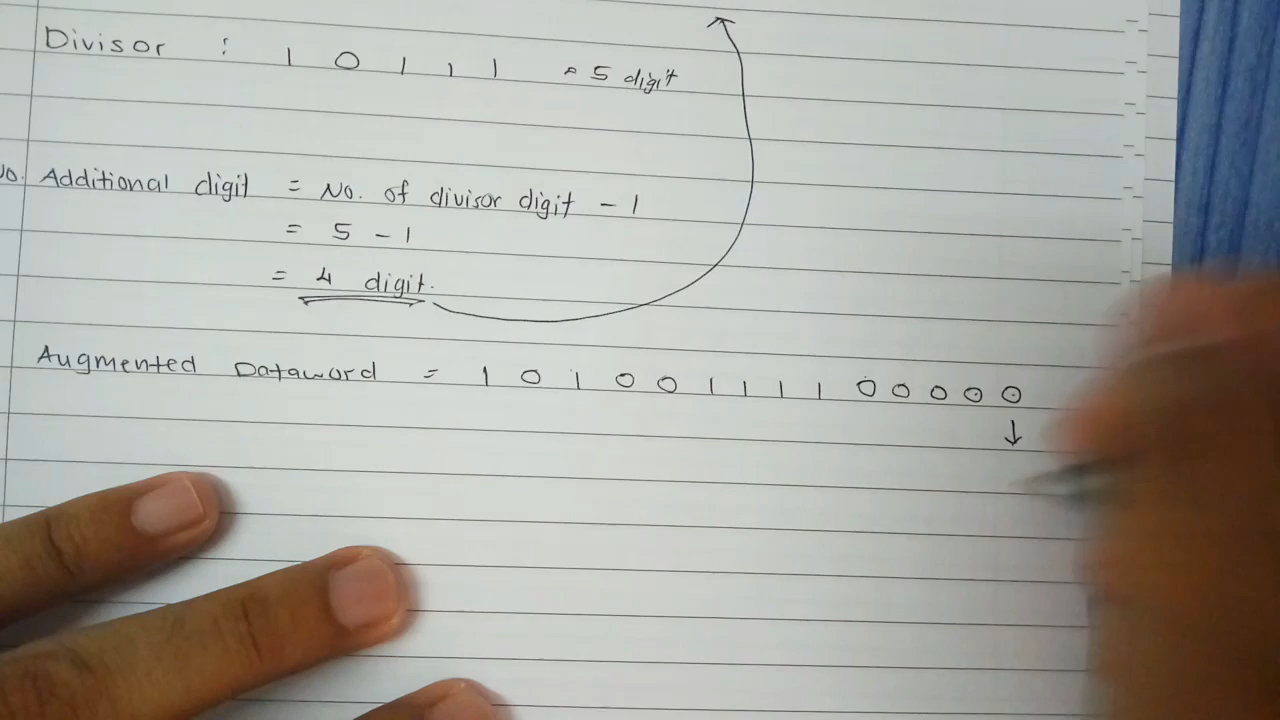 Divisor : 1 0 1 1 1 = 5 digit
No. Additional digit = No. of divisor digit - 1
= 5 - 1
= 4 digit.
Augmented Dataword = 1 0 1 0 0 1 1 1 1 0 0 0 0 0